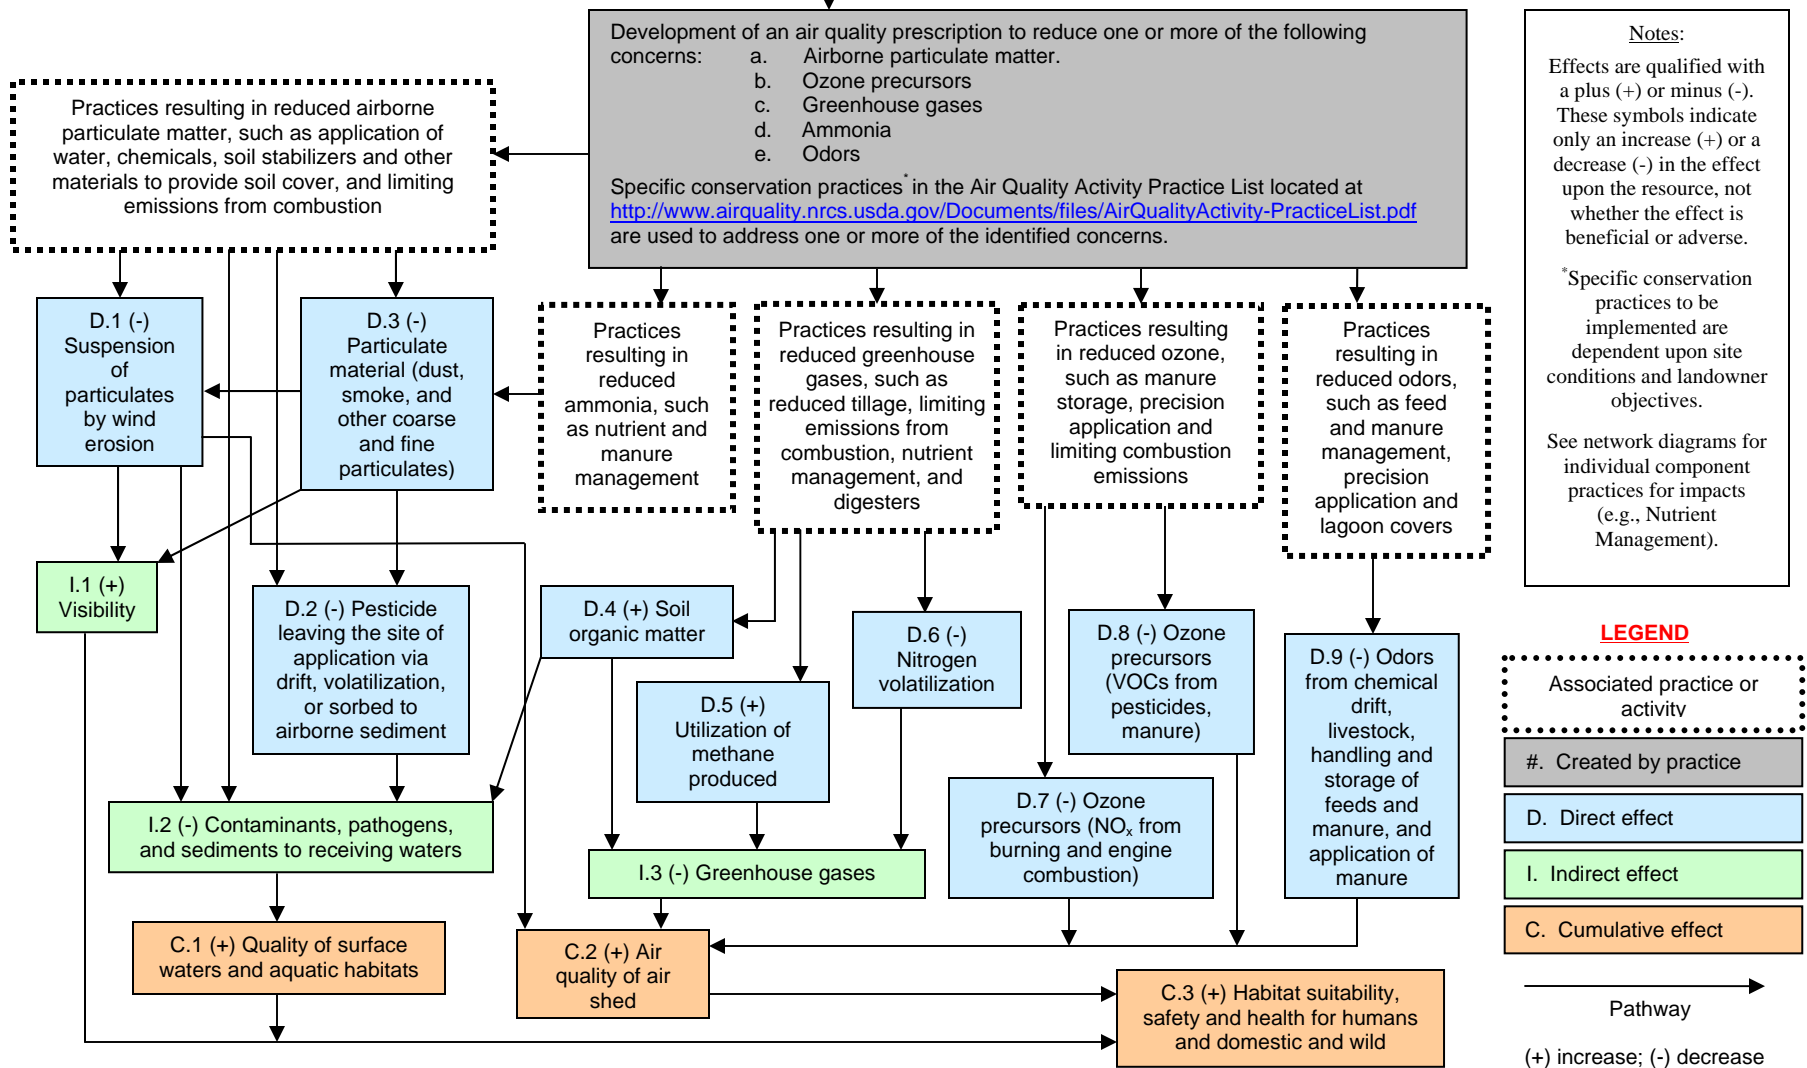 Development of an air quality prescription to reduce one or more of the following
concerns: a. Airborne particulate matter.
b. Ozone precursors
c. Greenhouse gases
d. Ammonia
e. Odors
Specific conservation practices* in the Air Quality Activity Practice List located at
http://www.airquality.nrcs.usda.gov/Documents/files/AirQualityActivity-PracticeList.pdf
are used to address one or more of the identified concerns.
Practices resulting in reduced airborne
particulate matter, such as application of
water, chemicals, soil stabilizers and other
materials to provide soil cover, and limiting
emissions from combustion
D.1 (-)
Suspension
of
particulates
by wind
erosion
D.3 (-)
Particulate
material (dust,
smoke, and
other coarse
and fine
particulates)
Practices
resulting in
reduced
ammonia, such
as nutrient and
manure
management
Practices resulting in
reduced greenhouse
gases, such as
reduced tillage, limiting
emissions from
combustion, nutrient
management, and
digesters
Practices resulting
in reduced ozone,
such as manure
storage, precision
application and
limiting combustion
emissions
Practices
resulting in
reduced odors,
such as feed
and manure
management,
precision
application and
lagoon covers
I.1 (+)
Visibility
D.2 (-) Pesticide
leaving the site of
application via
drift, volatilization,
or sorbed to
airborne sediment
D.4 (+) Soil
organic matter
D.5 (+)
Utilization of
methane
produced
D.6 (-)
Nitrogen
volatilization
D.8 (-) Ozone
precursors
(VOCs from
pesticides,
manure)
D.7 (-) Ozone
precursors (NOₓ from
burning and engine
combustion)
D.9 (-) Odors
from chemical
drift,
livestock,
handling and
storage of
feeds and
manure, and
application of
manure
I.2 (-) Contaminants, pathogens,
and sediments to receiving waters
I.3 (-) Greenhouse gases
C.1 (+) Quality of surface
waters and aquatic habitats
C.2 (+) Air
quality of air
shed
C.3 (+) Habitat suitability,
safety and health for humans
and domestic and wild
Notes:
Effects are qualified with
a plus (+) or minus (-).
These symbols indicate
only an increase (+) or a
decrease (-) in the effect
upon the resource, not
whether the effect is
beneficial or adverse.
*Specific conservation
practices to be
implemented are
dependent upon site
conditions and landowner
objectives.
See network diagrams for
individual component
practices for impacts
(e.g., Nutrient
Management).
LEGEND
Associated practice or
activity
#. Created by practice
D. Direct effect
I. Indirect effect
C. Cumulative effect
Pathway
(+) increase; (-) decrease